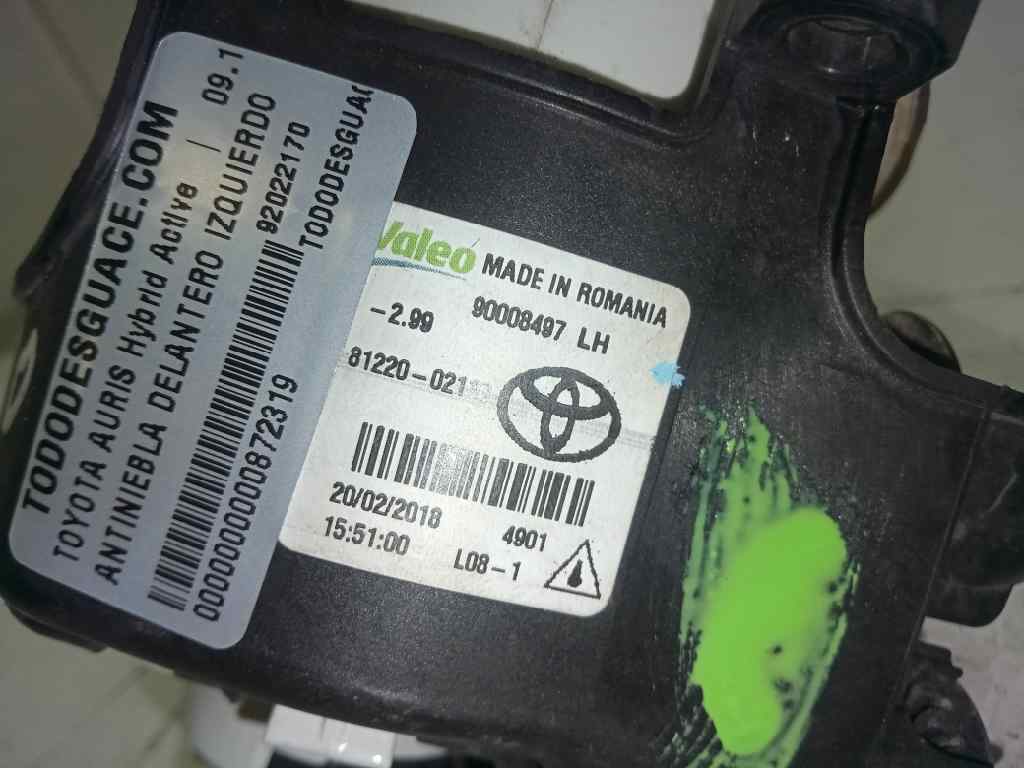 TODODESGUACE.COM
TOYOTA AURIS Hybrid Active | 09.1
ANTINIEBLA DELANTERO IZQUIERDO
92022170
0000000000872319
TODODESGUAC
Valeo MADE IN ROMANIA
-2.99 90008497 LH
81220-021
20/02/2018 4901
15:51:00 L08-1